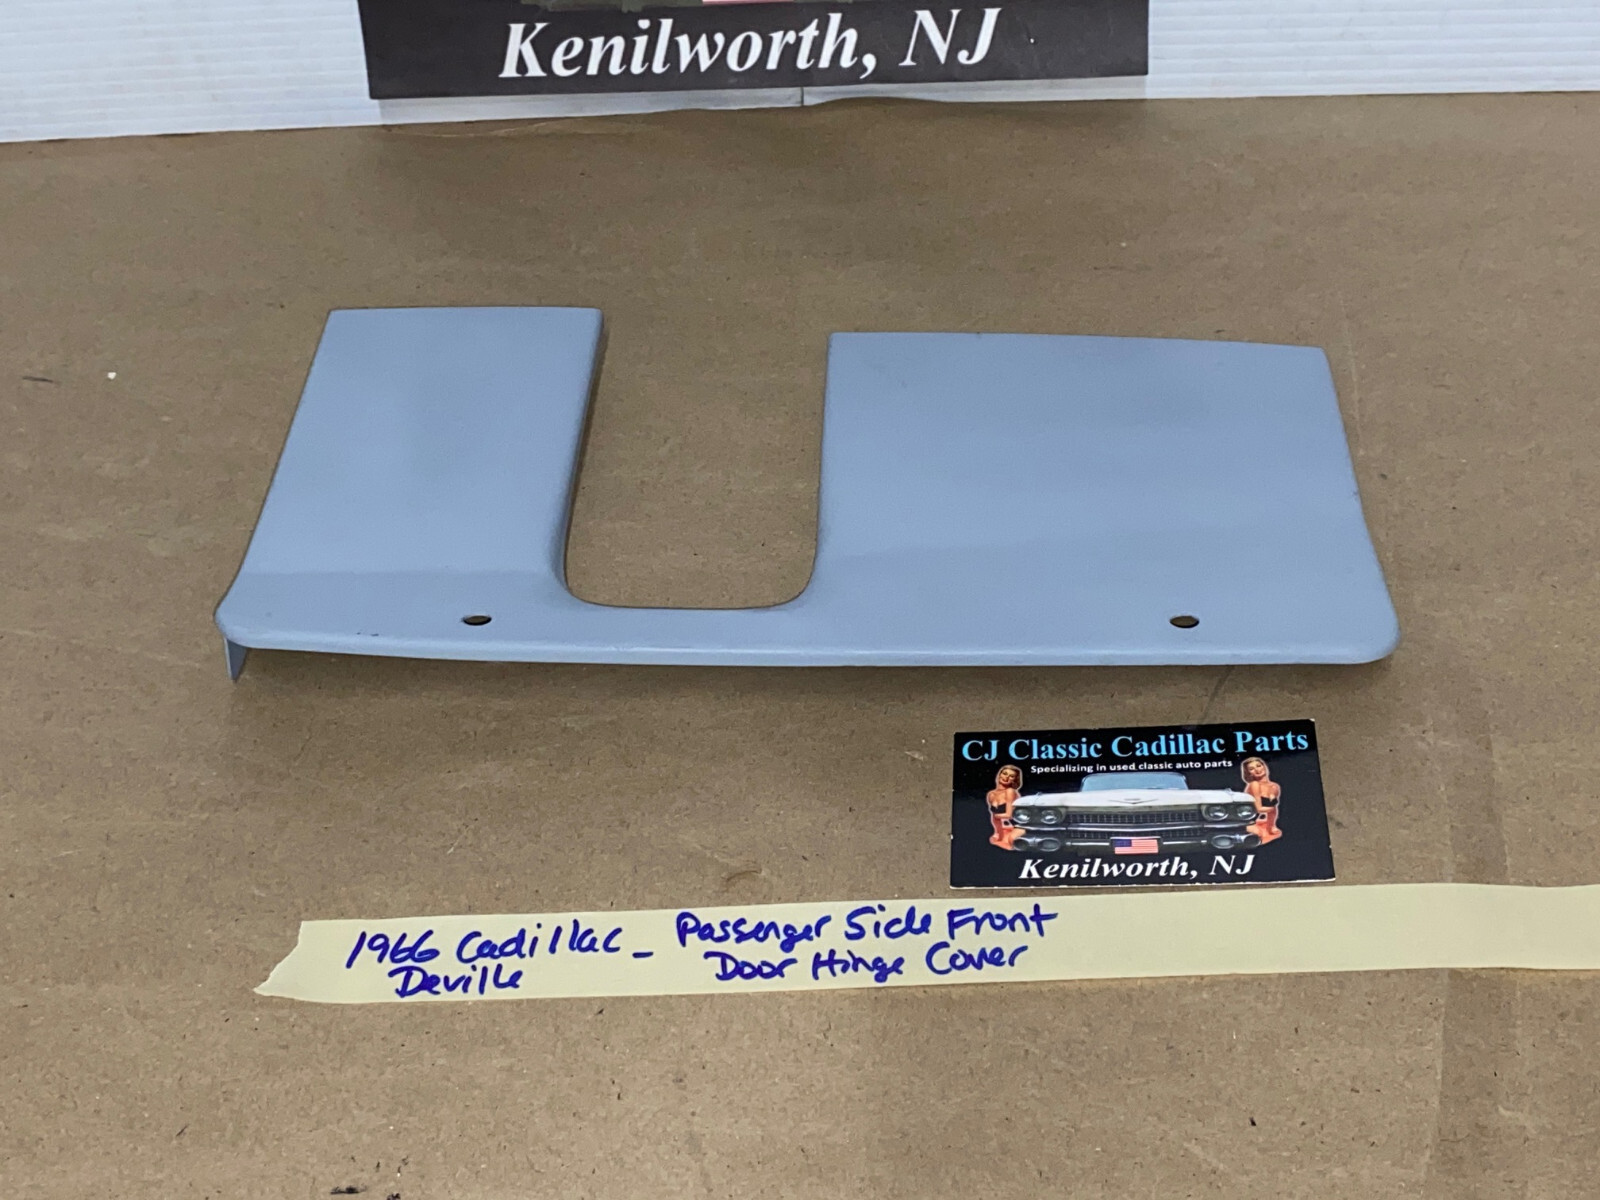 Kenilworth, NJ
CJ Classic Cadillac Parts
Specializing in used classic auto parts
Kenilworth, NJ
1966 Cadillac - Passenger Side Front
Deville Door Hinge Cover